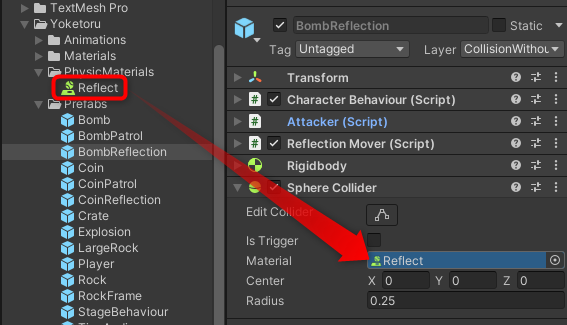 TextMesh Pro
Yoketoru
Animations
Materials
PhysicMaterials
Reflect
Prefabs
Bomb
BombPatrol
BombReflection
Coin
CoinPatrol
CoinReflection
Crate
Explosion
LargeRock
Player
Rock
RockFrame
StageBehaviour
BombReflection
Static
Tag Untagged Layer CollisionWithou
Transform
Character Behaviour (Script)
Attacker (Script)
Reflection Mover (Script)
Rigidbody
Sphere Collider
Edit Collider
Is Trigger
Material Reflect
Center X 0 Y 0 Z 0
Radius 0.25